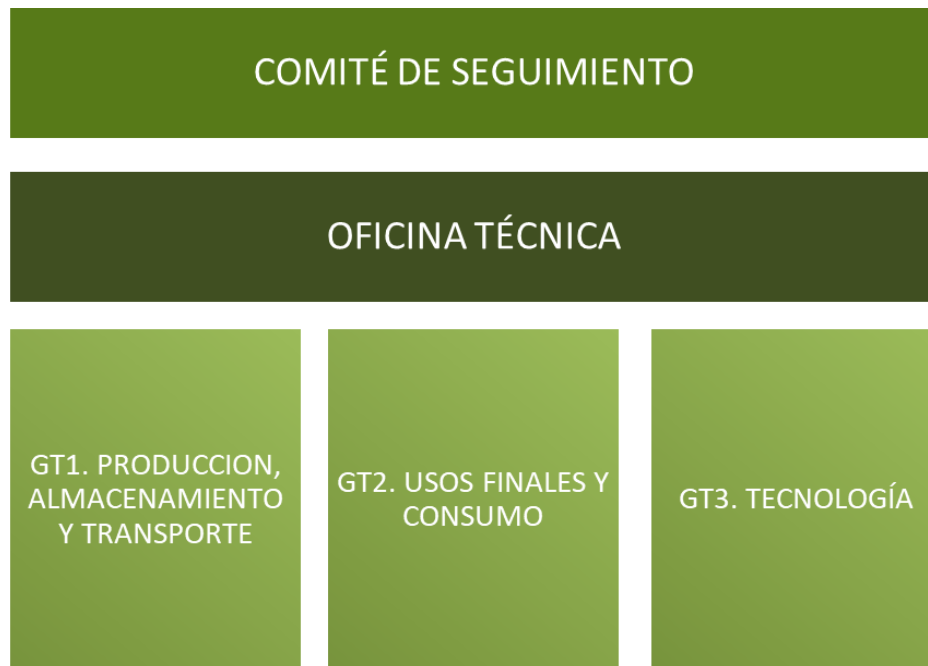 COMITÉ DE SEGUIMIENTO
OFICINA TÉCNICA
GT1. PRODUCCION,
ALMACENAMIENTO
Y TRANSPORTE
GT2. USOS FINALES Y
CONSUMO
GT3. TECNOLOGÍA